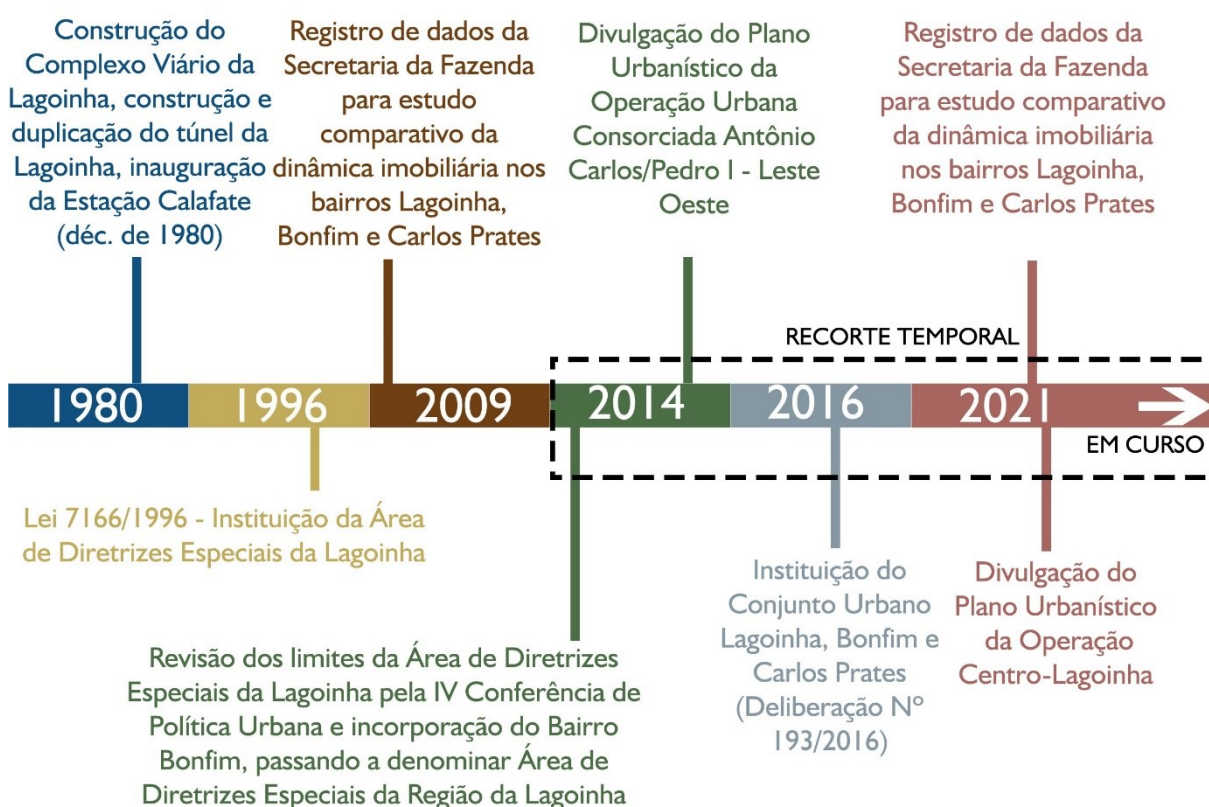 Construção do
Complexo Viário da
Lagoinha, construção e
duplicação do túnel da
Lagoinha, inauguração
da Estação Calafate
(déc. de 1980)
Registro de dados da
Secretaria da Fazenda
para estudo
comparativo da
dinâmica imobiliária nos
bairros Lagoinha,
Bonfim e Carlos Prates
Divulgação do Plano
Urbanístico da
Operação Urbana
Consorciada Antônio
Carlos/Pedro I - Leste
Oeste
Registro de dados da
Secretaria da Fazenda
para estudo comparativo
da dinâmica imobiliária
nos bairros Lagoinha,
Bonfim e Carlos Prates
RECORTE TEMPORAL
1980
1996
2009
2014
2016
2021
EM CURSO
Lei 7166/1996 - Instituição da Área
de Diretrizes Especiais da Lagoinha
Revisão dos limites da Área de Diretrizes
Especiais da Lagoinha pela IV Conferência de
Política Urbana e incorporação do Bairro
Bonfim, passando a denominar Área de
Diretrizes Especiais da Região da Lagoinha
Instituição do
Conjunto Urbano
Lagoinha, Bonfim e
Carlos Prates
(Deliberação Nº
193/2016)
Divulgação do
Plano Urbanístico
da Operação
Centro-Lagoinha